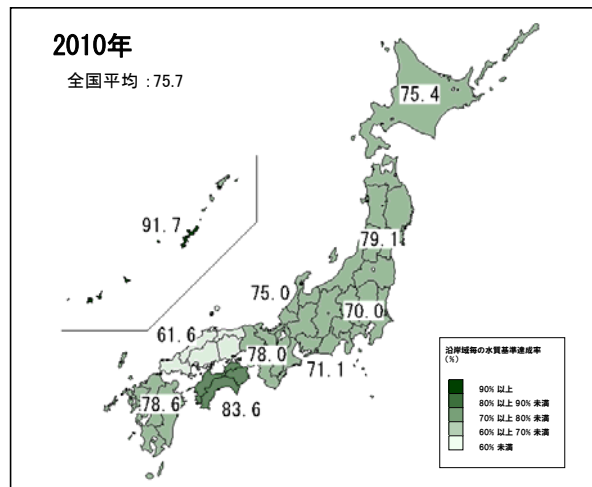 2010年
全国平均 :75.7
75.4
91.7
79.1
75.0
70.0
61.6
78.0
71.1
78.6
83.6
沿岸域毎の水質基準達成率
(%)
90% 以上
80% 以上 90% 未満
70% 以上 80% 未満
60% 以上 70% 未満
60% 未満